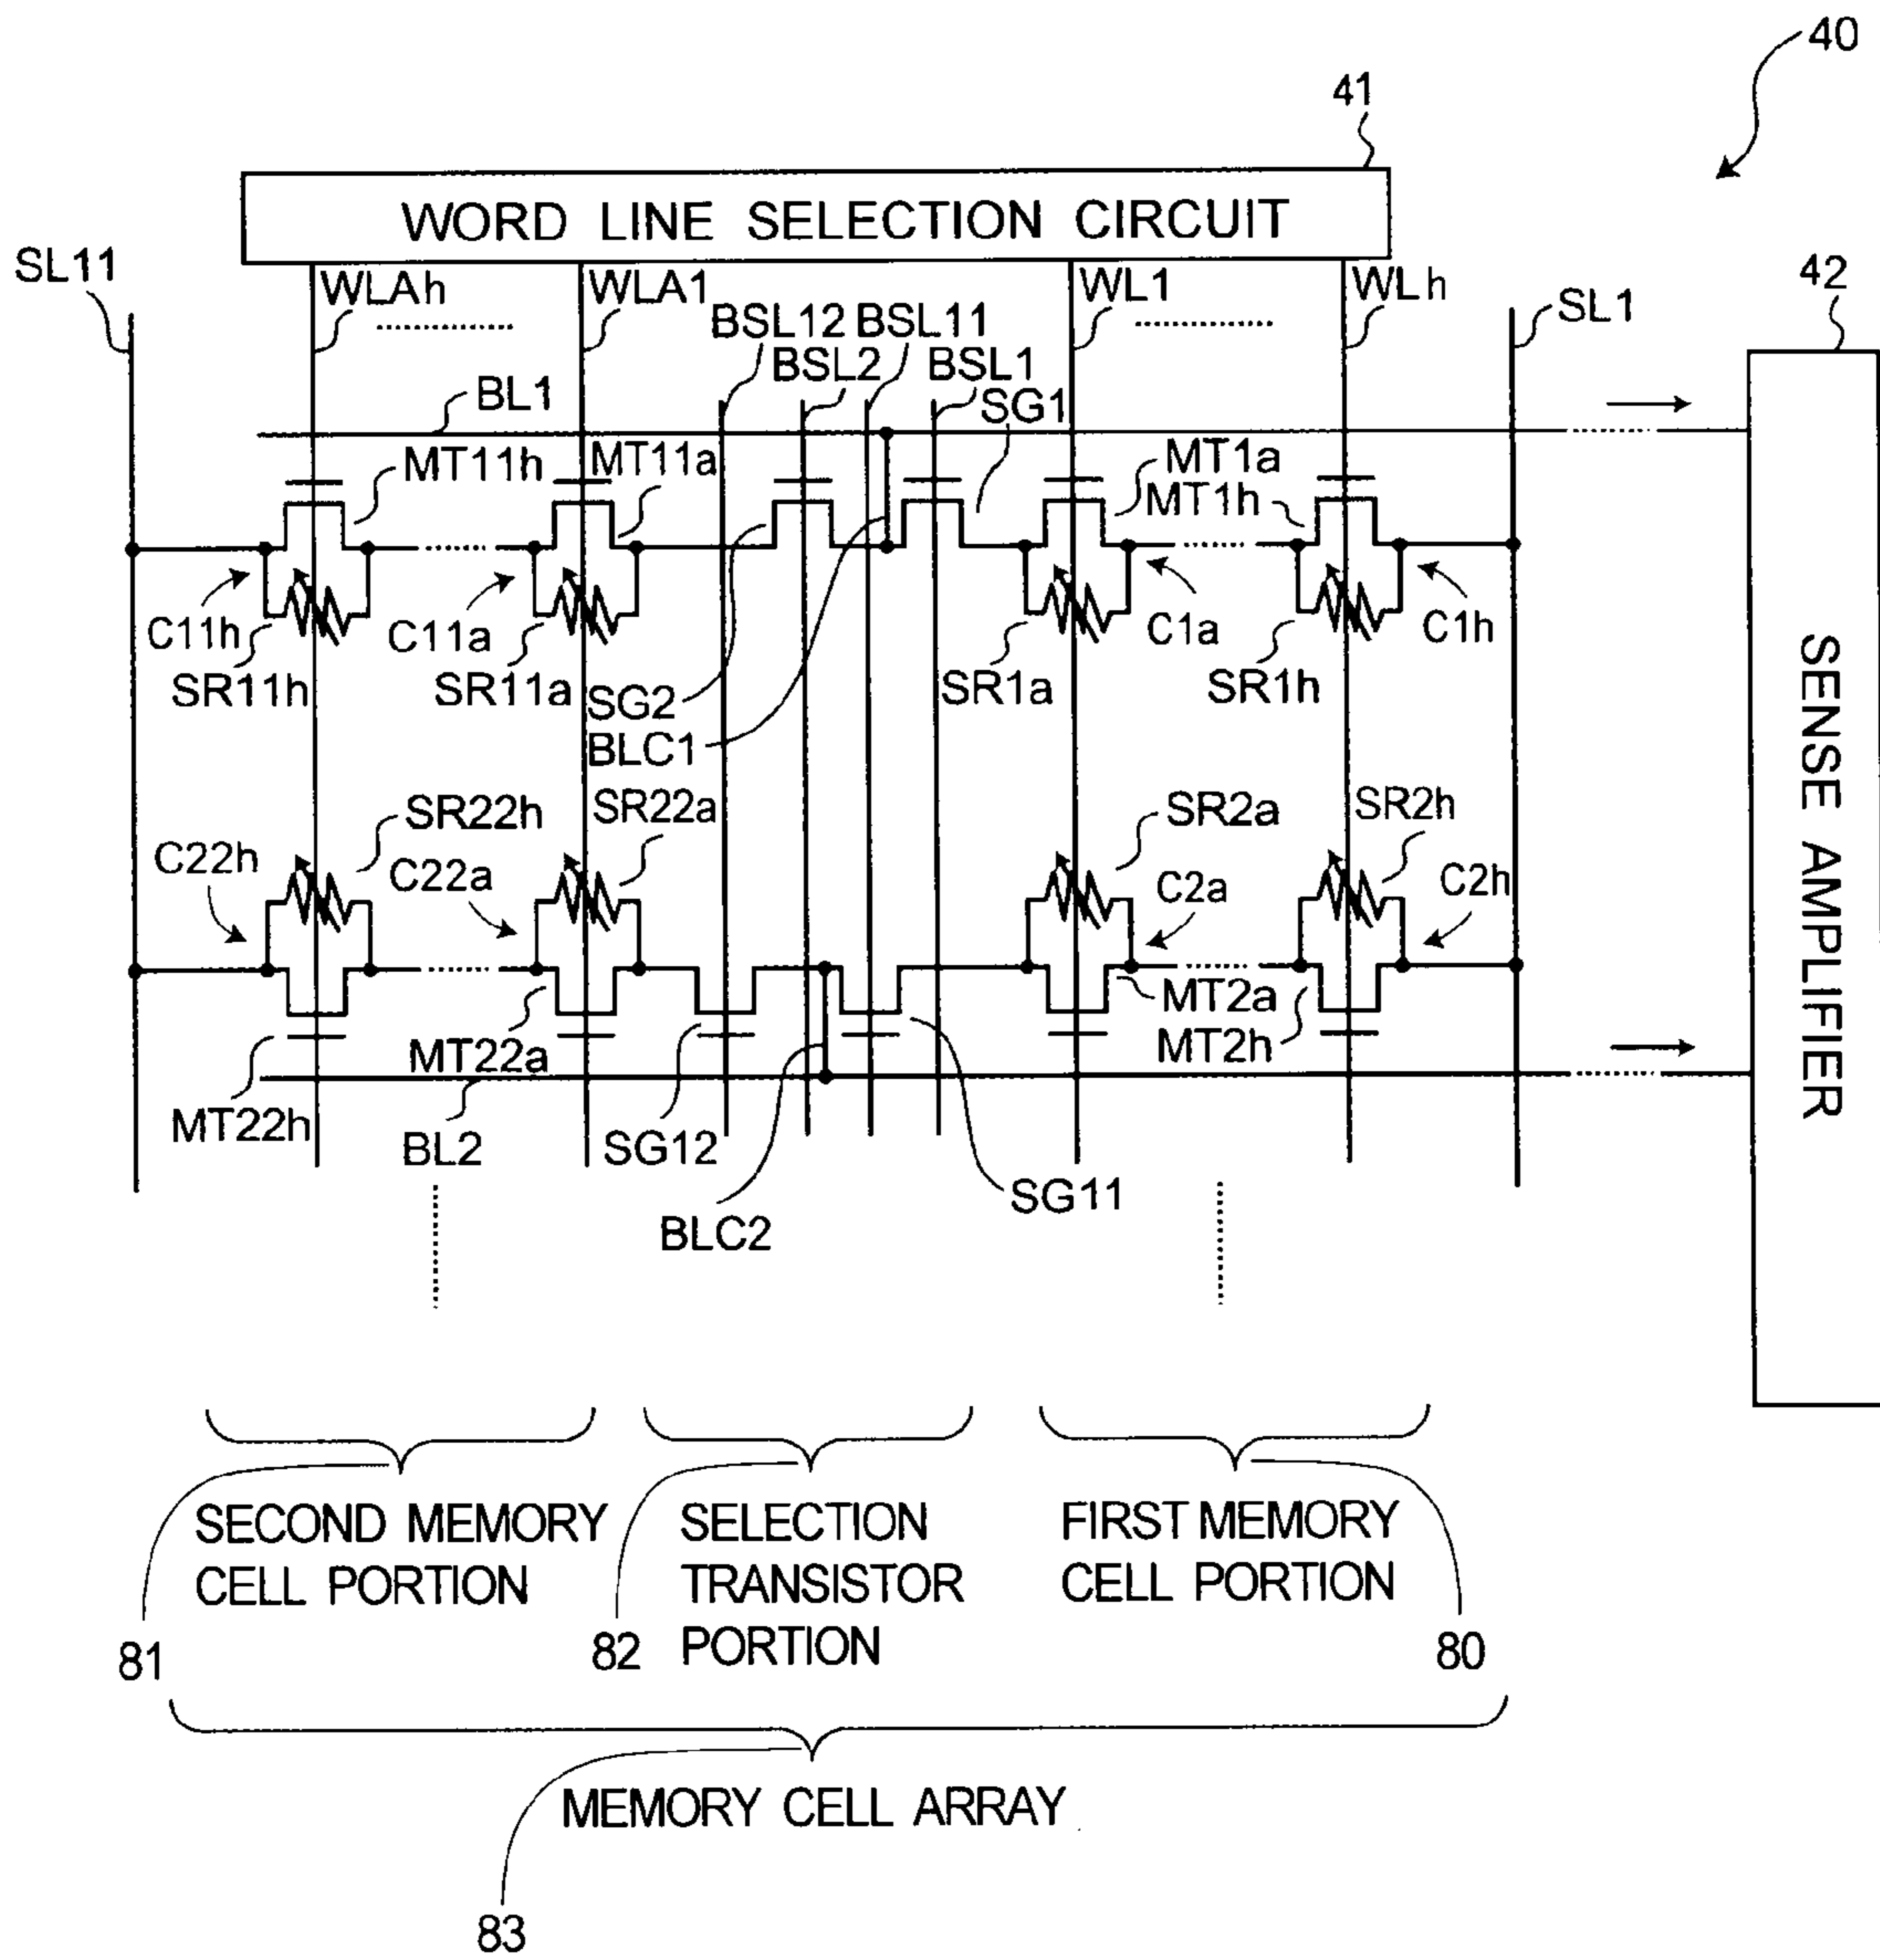 40
41
WORD LINE SELECTION CIRCUIT
SL11
WLAh
WLA1
WL1
WLh
SL1
42
BSL12
BSL11
BSL2
BSL1
BL1
SG1
MT11h
MT11a
MT1a
MT1h
C11h
C11a
C1a
C1h
SR11h
SR11a
SG2
SR1a
SR1h
BLC1
SENSE AMPLIFIER
SR22h
SR22a
SR2a
SR2h
C22h
C22a
C2a
C2h
MT22a
MT2a
MT2h
MT22h
BL2
SG12
SG11
BLC2
SECOND MEMORY
CELL PORTION
SELECTION
TRANSISTOR
PORTION
FIRST MEMORY
CELL PORTION
81
82
80
MEMORY CELL ARRAY
83